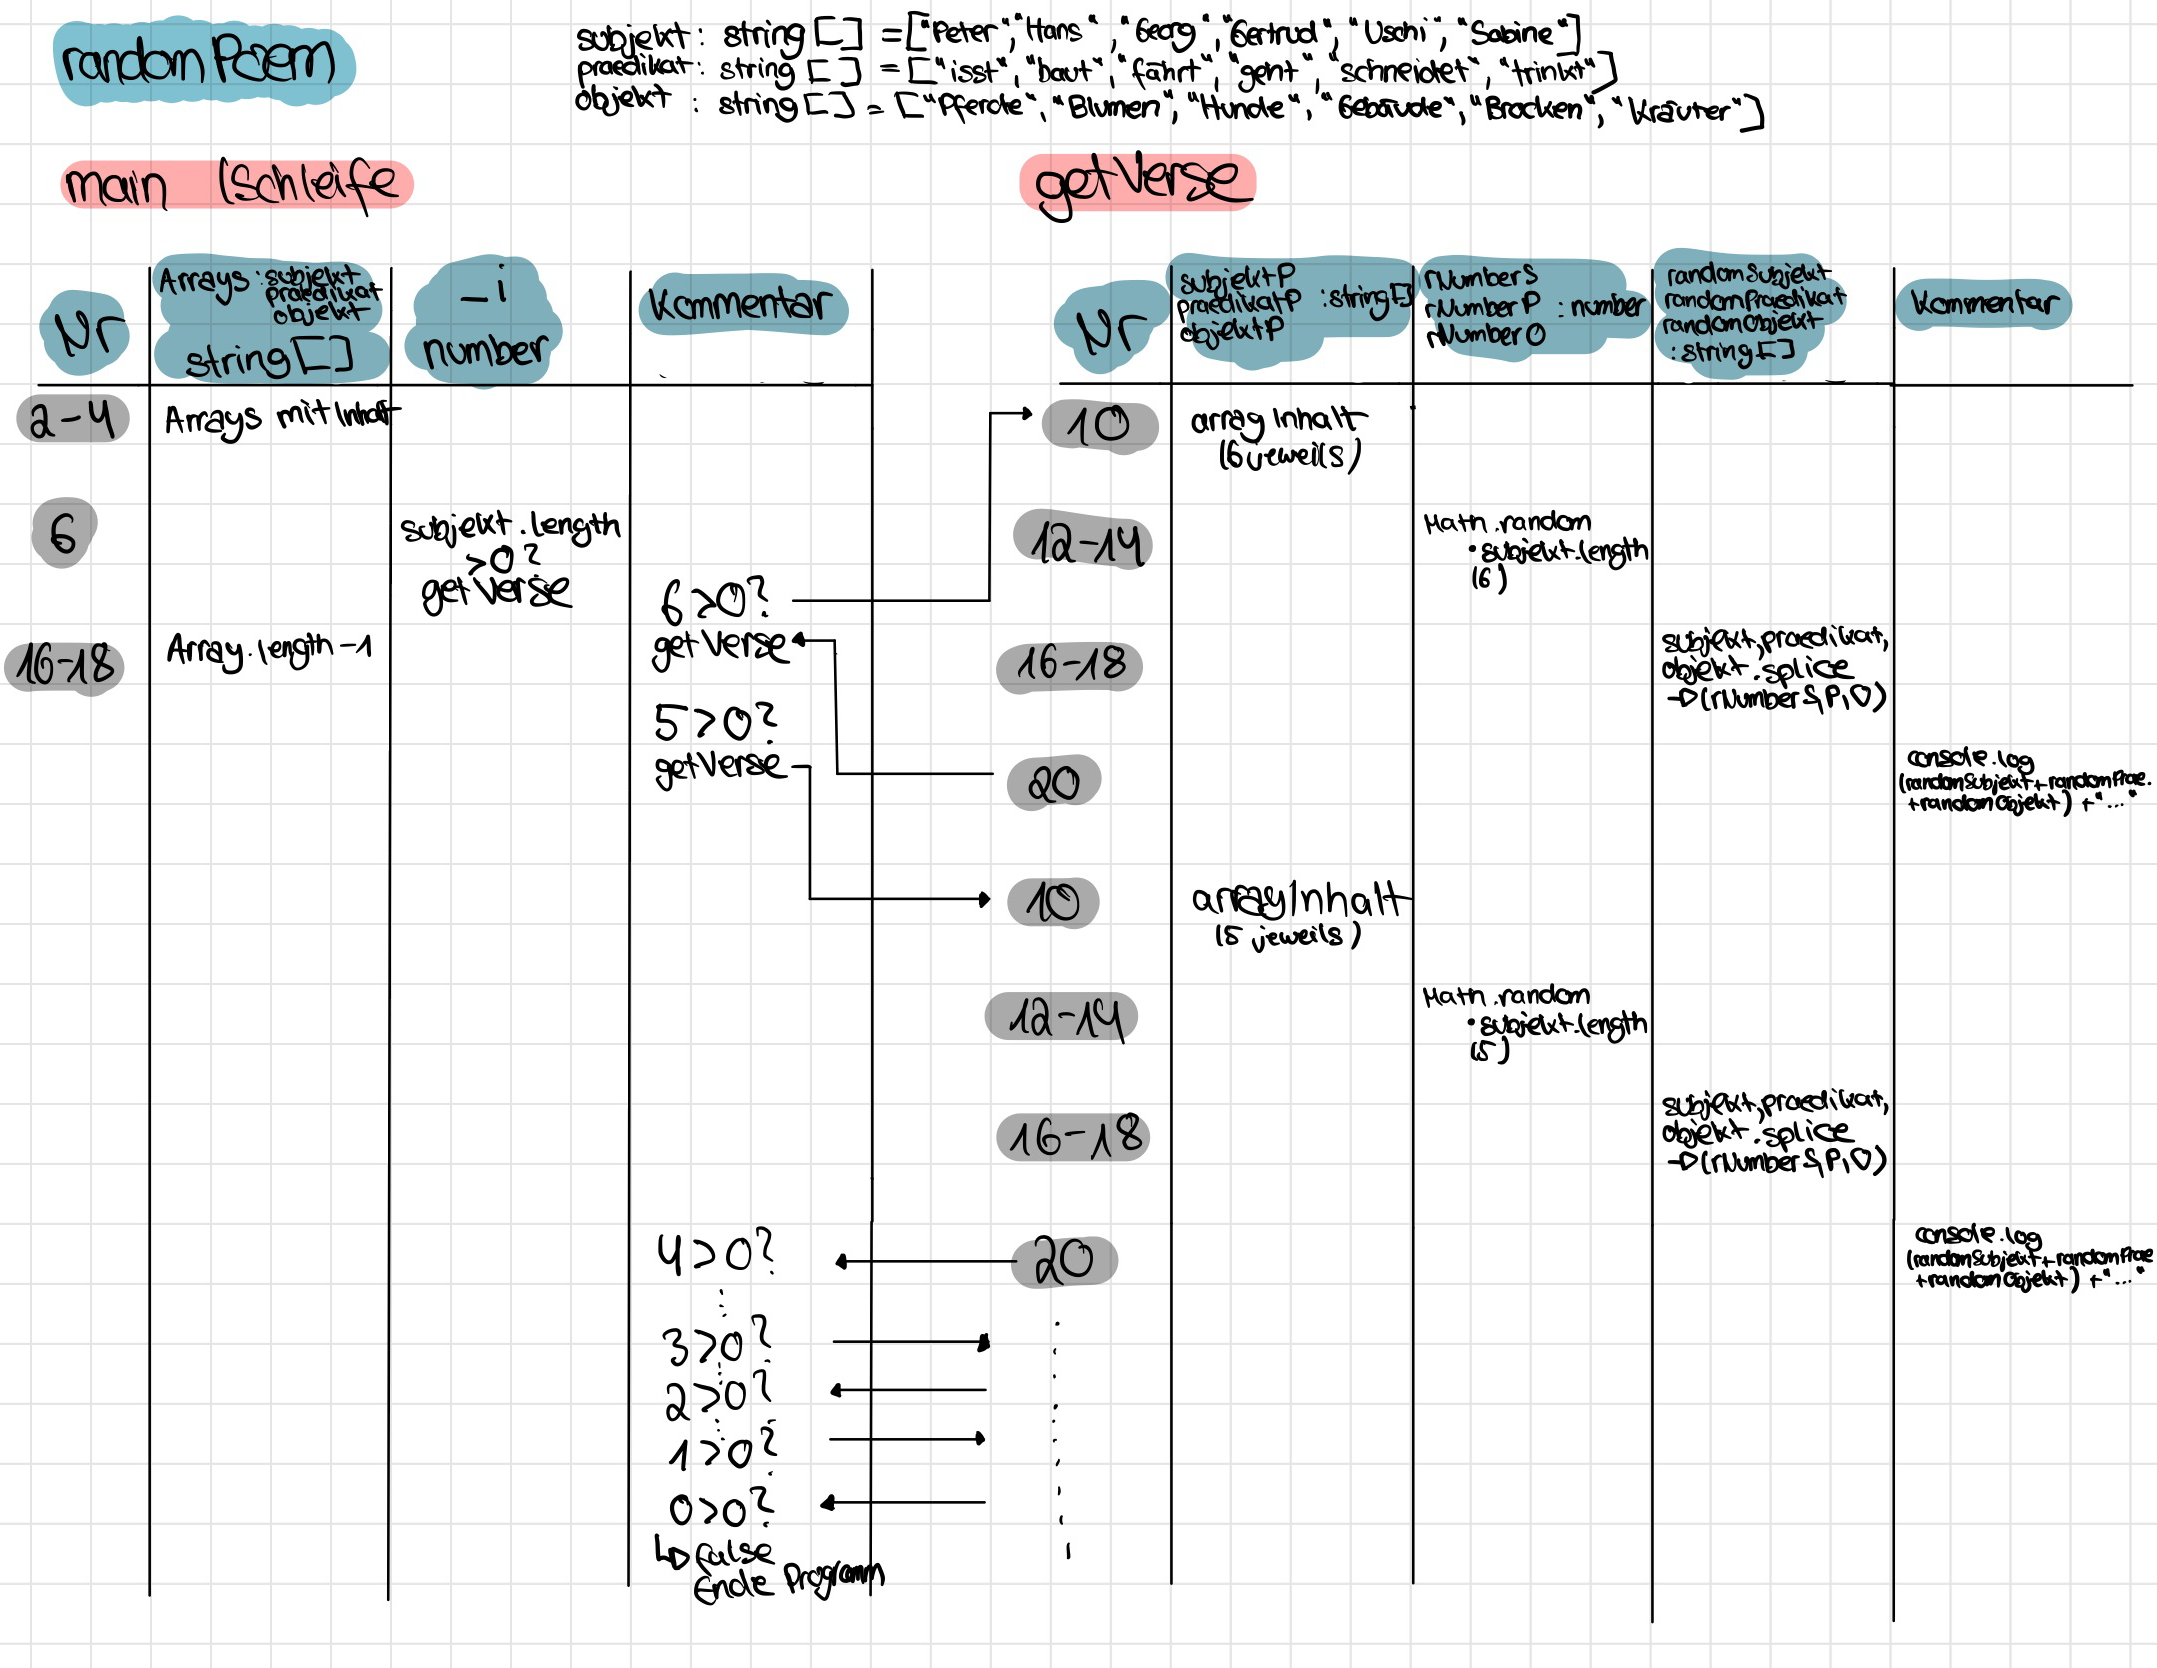 randomPoem
subjekt : string [ ] = ["Peter", "Hans", "Georg", "Gertrud", "Uschi", "Sabine"]
praedikat : string [ ] = ["isst", "baut", "fährt", "geht", "schneidet", "trinkt"]
objekt : string [ ] = ["Pferde", "Blumen", "Hunde", "Gebäude", "Brocken", "Kräuter"]
main (Schleife
Nr
Arrays : subjekt
praedikat
objekt
string [ ]
-i
number
Kommentar
2-4
Arrays mit Inhalt
6
subjekt.length
>0?
getVerse
6>0?
getVerse
16-18
Array.length -1
5>0?
getVerse
4>0?
3>0?
2>0?
1>0?
0>0?
↳ false
Ende Programm
getVerse
Nr
subjektP
praedikatP : string[]
objektP
rNumberS
rNumberP : number
rNumberO
randomSubjekt
randomPraedikat
randomObjekt
: string[]
Kommentar
10
array Inhalt
(6 jeweils)
12-14
Math.random
• subjekt.length
(6)
16-18
subjekt, praedikat,
objekt.splice
→ (rNumberS, P, O)
20
console.log
(randomSubjekt+randomPrae.
+randomObjekt) + "..."
10
array Inhalt
(5 jeweils)
12-14
Math.random
• subjekt.length
(5)
16-18
subjekt, praedikat,
objekt.splice
→ (rNumberS, P, O)
20
console.log
(randomSubjekt+randomPrae
+randomObjekt) + "..."